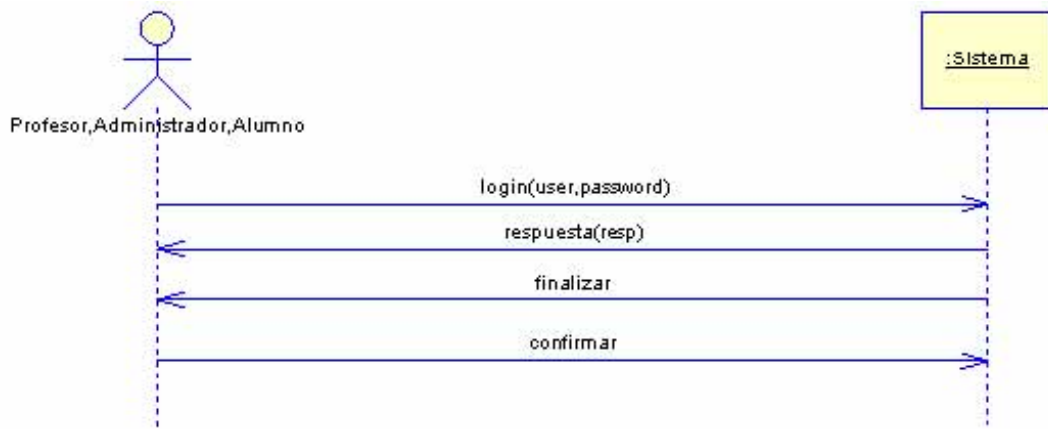 :Sistema
Profesor,Administrador,Alumno
login(user,password)
respuesta(resp)
finalizar
confirmar